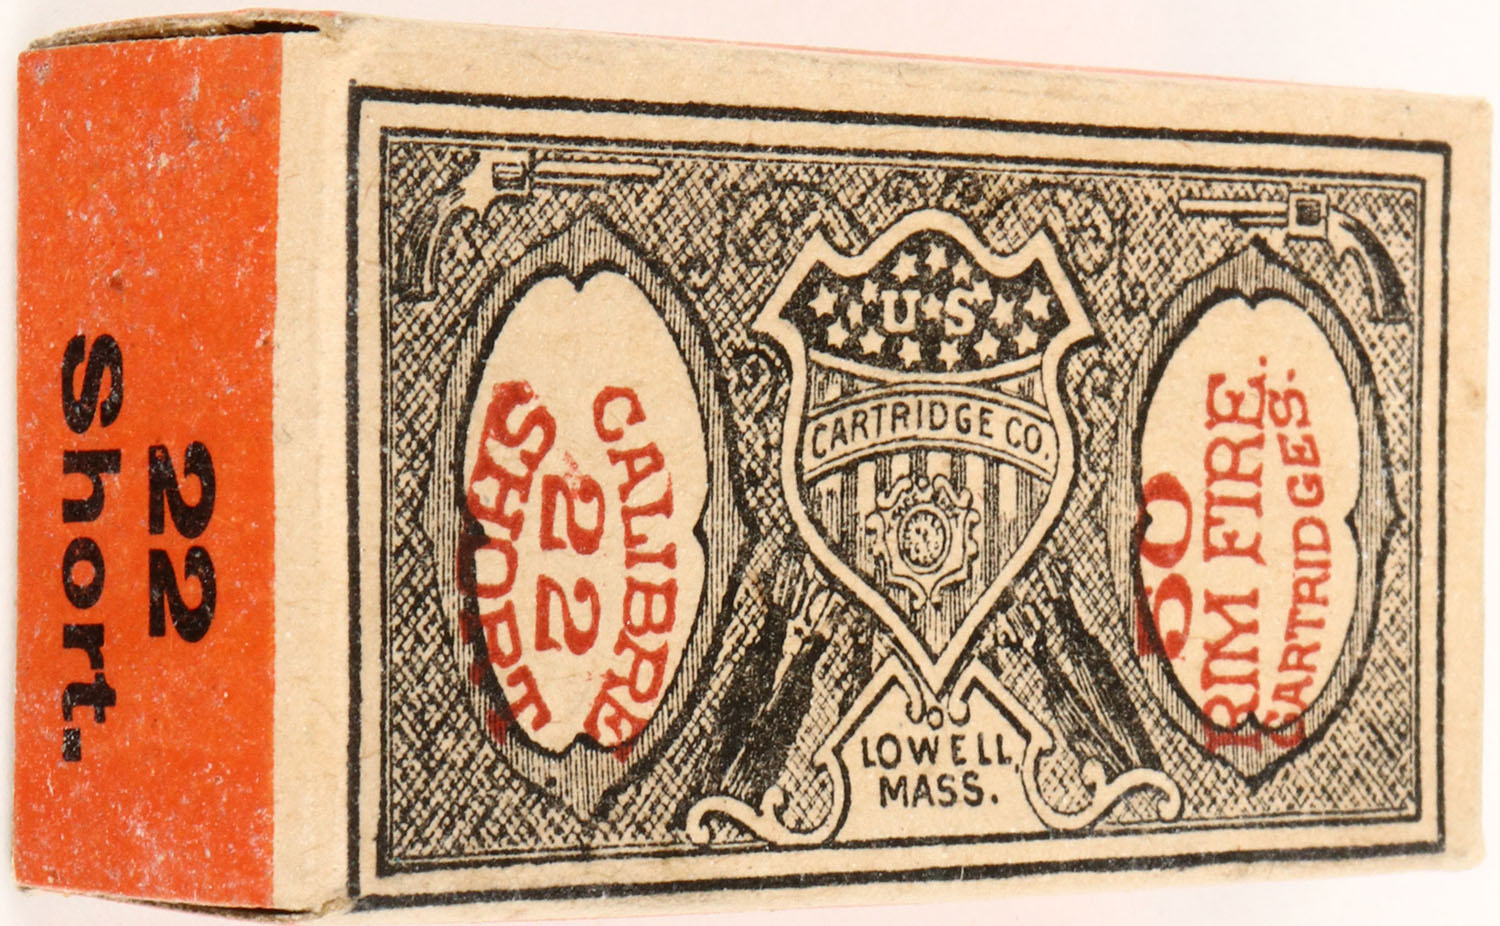 22
Short.
CALIBRE
22
SHORT
U S
CARTRIDGE CO.
LOWELL,
MASS.
50
RIM FIRE.
CARTRIDGES.